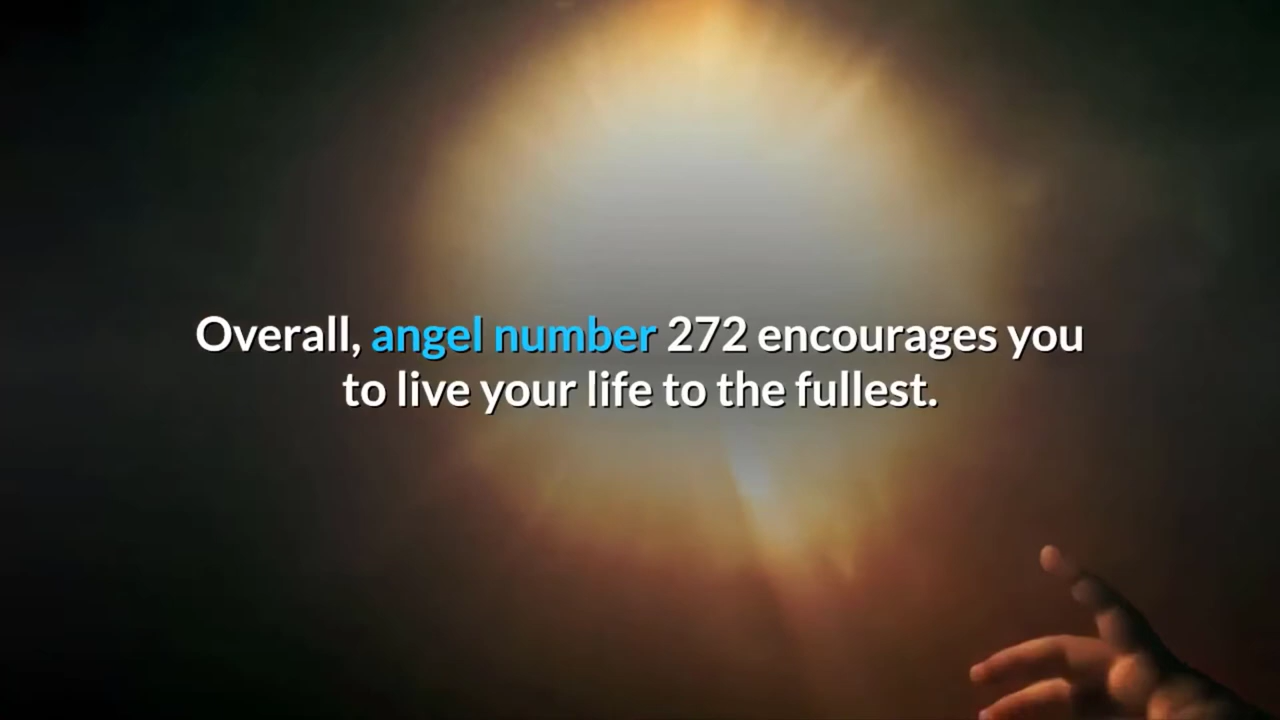 Overall, angel number 272 encourages you
to live your life to the fullest.